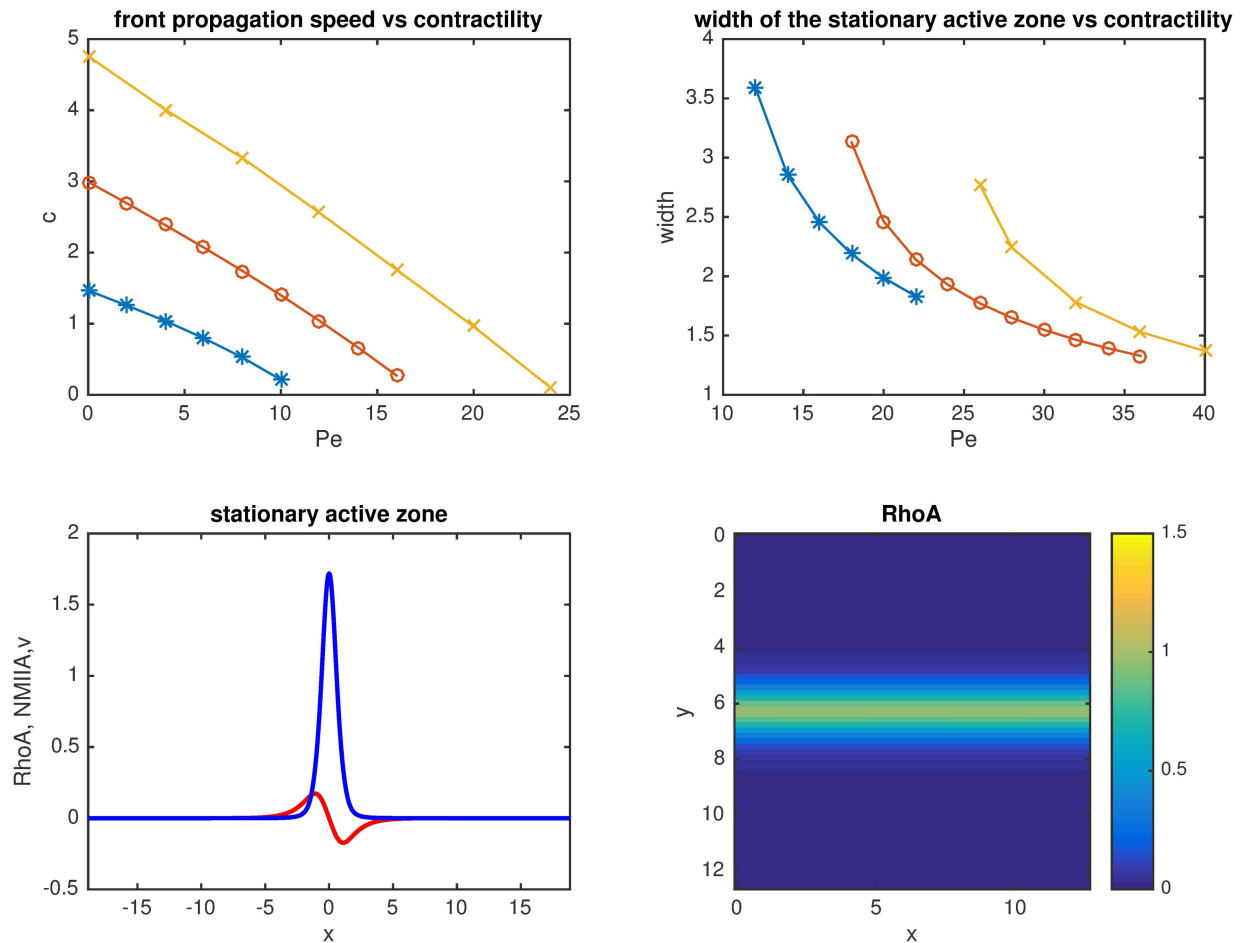 front propagation speed vs contractility
5
4
3
2
1
0
c
0 5 10 15 20 25
Pe
width of the stationary active zone vs contractility
4
3.5
3
2.5
2
1.5
1
width
10 15 20 25 30 35 40
Pe
stationary active zone
2
1.5
1
0.5
0
-0.5
RhoA, NMIIA,v
-15 -10 -5 0 5 10 15
x
RhoA
0
2
4
6
8
10
12
y
0 5 10
x
1.5
1
0.5
0